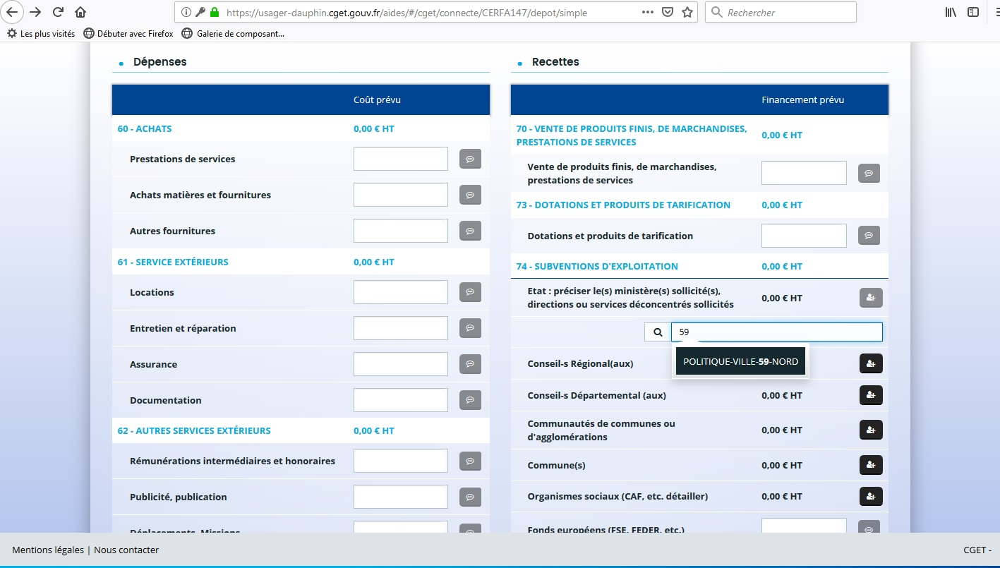 https://usager-dauphin.cget.gouv.fr/aides/#/cget/connecte/CERFA147/depot/simple
Rechercher
Les plus visités
Débuter avec Firefox
Galerie de composant...
Dépenses
Coût prévu
60 - ACHATS 0,00 € HT
Prestations de services
Achats matières et fournitures
Autres fournitures
61 - SERVICE EXTÉRIEURS 0,00 € HT
Locations
Entretien et réparation
Assurance
Documentation
62 - AUTRES SERVICES EXTÉRIEURS 0,00 € HT
Rémunérations intermédiaires et honoraires
Publicité, publication
Déplacements, Missions
Recettes
Financement prévu
70 - VENTE DE PRODUITS FINIS, DE MARCHANDISES, 0,00 € HT
PRESTATIONS DE SERVICES
Vente de produits finis, de marchandises,
prestations de services
73 - DOTATIONS ET PRODUITS DE TARIFICATION 0,00 € HT
Dotations et produits de tarification
74 - SUBVENTIONS D'EXPLOITATION 0,00 € HT
Etat : préciser le(s) ministère(s) sollicité(s), 0,00 € HT
directions ou services déconcentrés sollicités
59
POLITIQUE-VILLE-59-NORD
Conseil-s Régional(aux)
Conseil-s Départemental (aux) 0,00 € HT
Communautés de communes ou 0,00 € HT
d'agglomérations
Commune(s) 0,00 € HT
Organismes sociaux (CAF, etc. détailler) 0,00 € HT
Fonds européens (FSE, FEDER, etc.)
Mentions légales | Nous contacter
CGET -